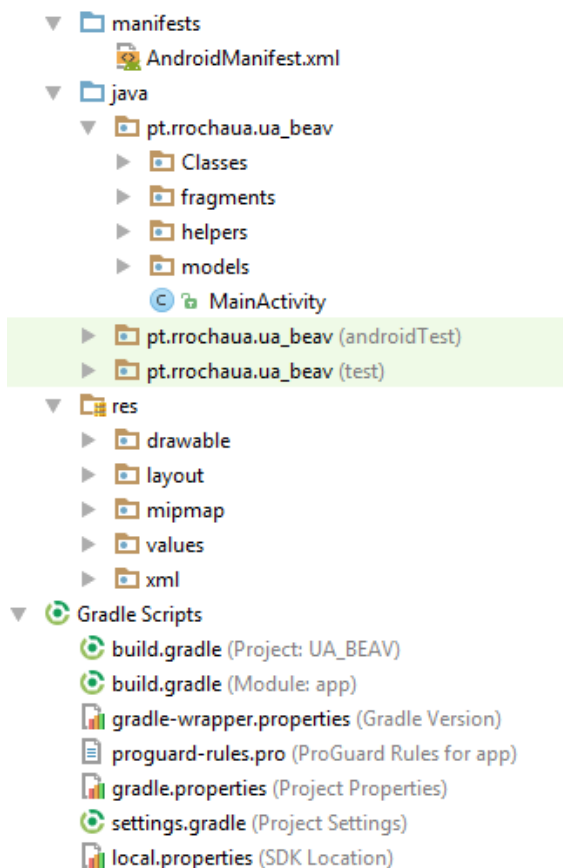 manifests
AndroidManifest.xml
java
pt.rrochaua.ua_beav
Classes
fragments
helpers
models
C MainActivity
pt.rrochaua.ua_beav (androidTest)
pt.rrochaua.ua_beav (test)
res
drawable
layout
mipmap
values
xml
Gradle Scripts
build.gradle (Project: UA_BEAV)
build.gradle (Module: app)
gradle-wrapper.properties (Gradle Version)
proguard-rules.pro (ProGuard Rules for app)
gradle.properties (Project Properties)
settings.gradle (Project Settings)
local.properties (SDK Location)